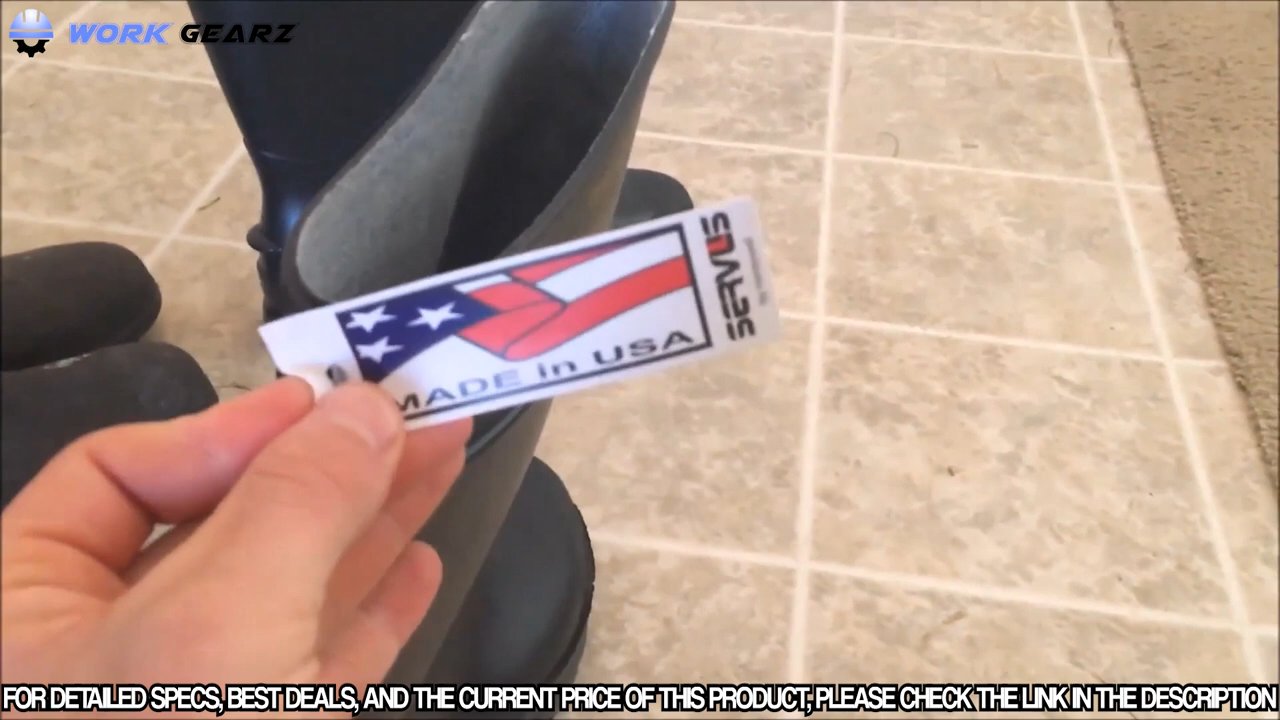 WORK GEARZ
MADE in USA
SERVUS
FOR DETAILED SPECS, BEST DEALS, AND THE CURRENT PRICE OF THIS PRODUCT, PLEASE CHECK THE LINK IN THE DESCRIPTION